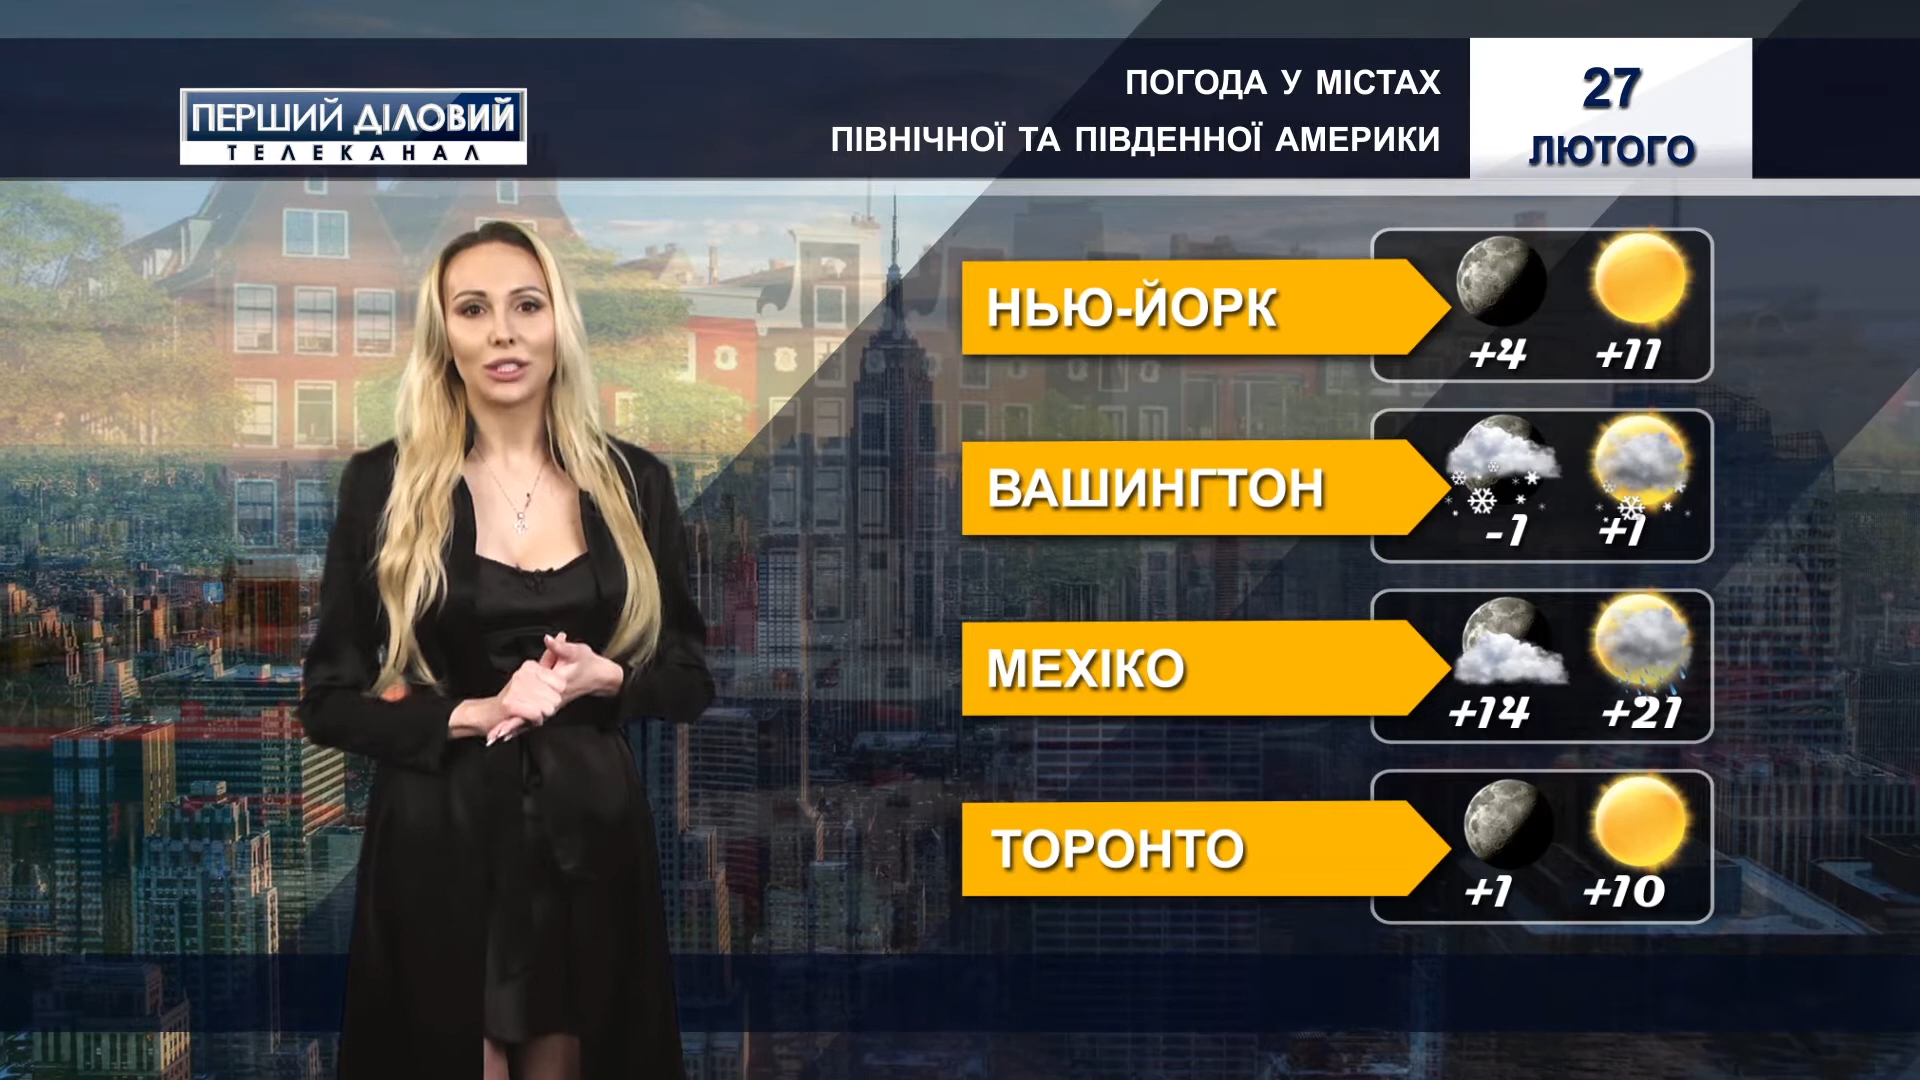 ПЕРШИЙ ДІЛОВИЙ
ТЕЛЕКАНАЛ
ПОГОДА У МІСТАХ
ПІВНІЧНОЇ ТА ПІВДЕННОЇ АМЕРИКИ
27
ЛЮТОГО
НЬЮ-ЙОРК
+4 +11
ВАШИНГТОН
-1 +1
МЕХІКО
+14 +21
ТОРОНТО
+1 +10